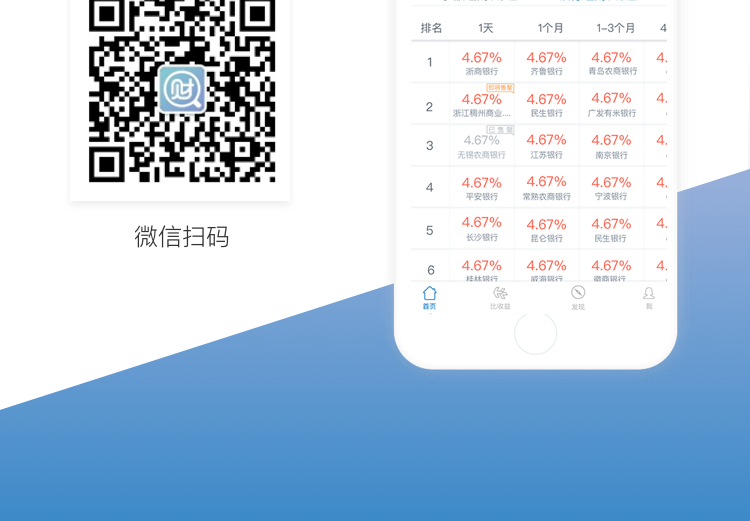 财
微信扫码
排名 1天 1个月 1-3个月 4
1 4.67% 4.67% 4.67% 4.
浙商银行 齐鲁银行 青岛农商银行
即将售罄
2 4.67% 4.67% 4.67% 4.
浙江稠州商业.... 民生银行 广发有米银行
已售罄
3 4.67% 4.67% 4.67% 4.
无锡农商银行 江苏银行 南京银行
4 4.67% 4.67% 4.67% 4.
平安银行 常熟农商银行 宁波银行
5 4.67% 4.67% 4.67% 4.
长沙银行 昆仑银行 民生银行
6 4.67% 4.67% 4.67% 4.
桂林银行 威海银行 徽商银行
首页 比收益 发现 我